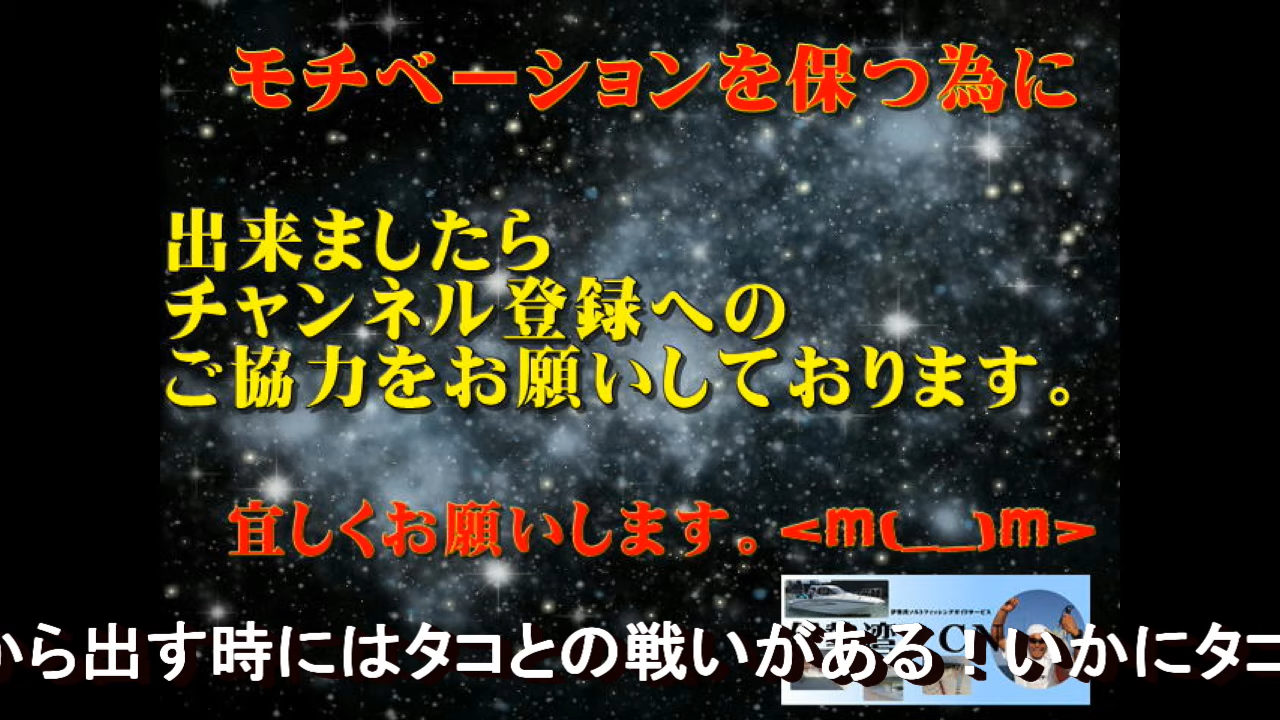 モチベーションを保つ為に
出来ましたら
チャンネル登録への
ご協力をお願いしております。
宜しくお願いします。<m(__)m>
から出す時にはタコとの戦いがある!いかにタコ